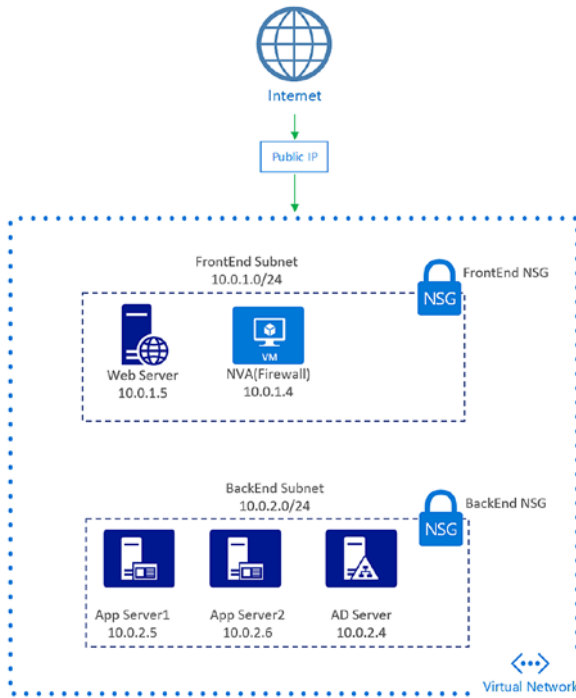 Internet
Public IP
FrontEnd Subnet
10.0.1.0/24
FrontEnd NSG
NSG
VM
Web Server
10.0.1.5
NVA(Firewall)
10.0.1.4
BackEnd Subnet
10.0.2.0/24
BackEnd NSG
NSG
App Server1
10.0.2.5
App Server2
10.0.2.6
AD Server
10.0.2.4
Virtual Network